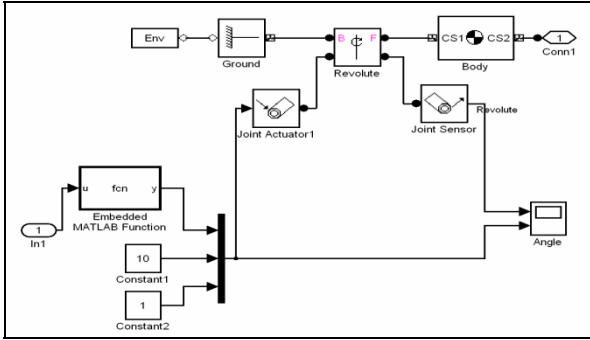 Env
Ground
B
F
Revolute
CS1
CS2
Body
1
Conn1
Joint Actuator1
Joint Sensor
Revolute
u
fcn
y
Embedded
MATLAB Function
1
In1
10
Constant1
1
Constant2
Angle